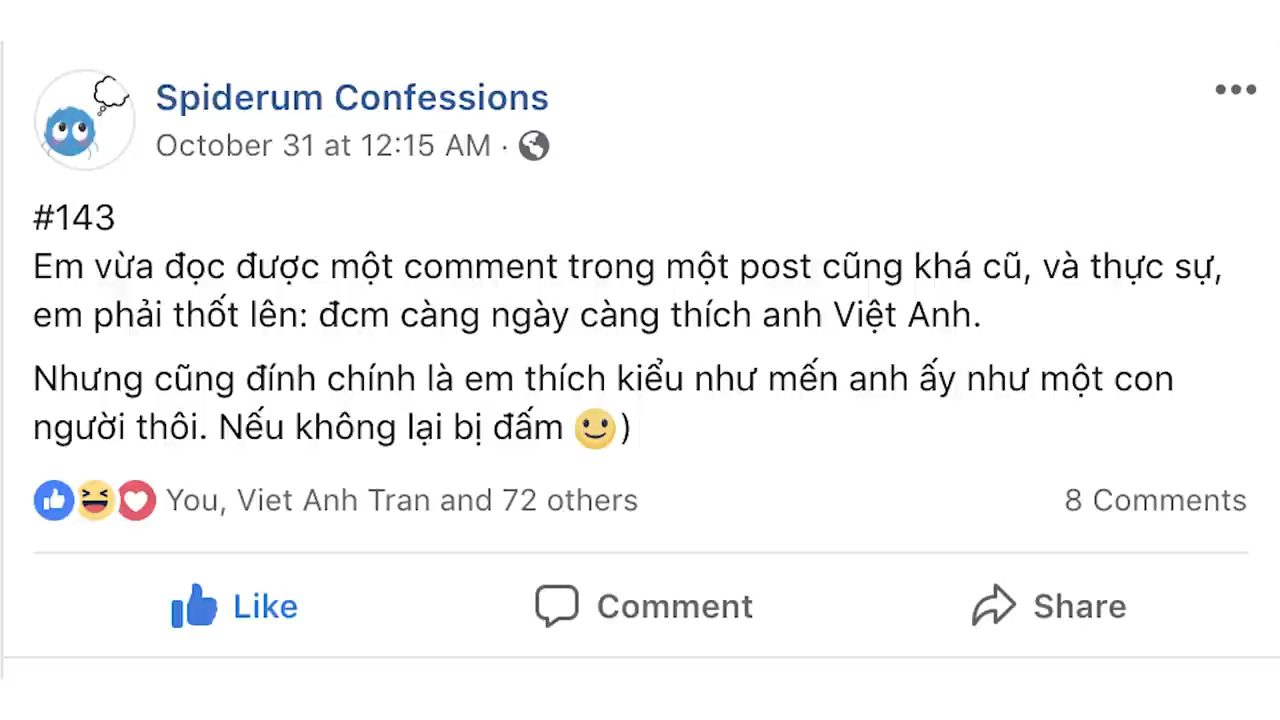 Spiderum Confessions
October 31 at 12:15 AM ·
#143
Em vừa đọc được một comment trong một post cũng khá cũ, và thực sự,
em phải thốt lên: đcm càng ngày càng thích anh Việt Anh.
Nhưng cũng đính chính là em thích kiểu như mến anh ấy như một con
người thôi. Nếu không lại bị đấm 🙂)
You, Viet Anh Tran and 72 others
8 Comments
Like
Comment
Share